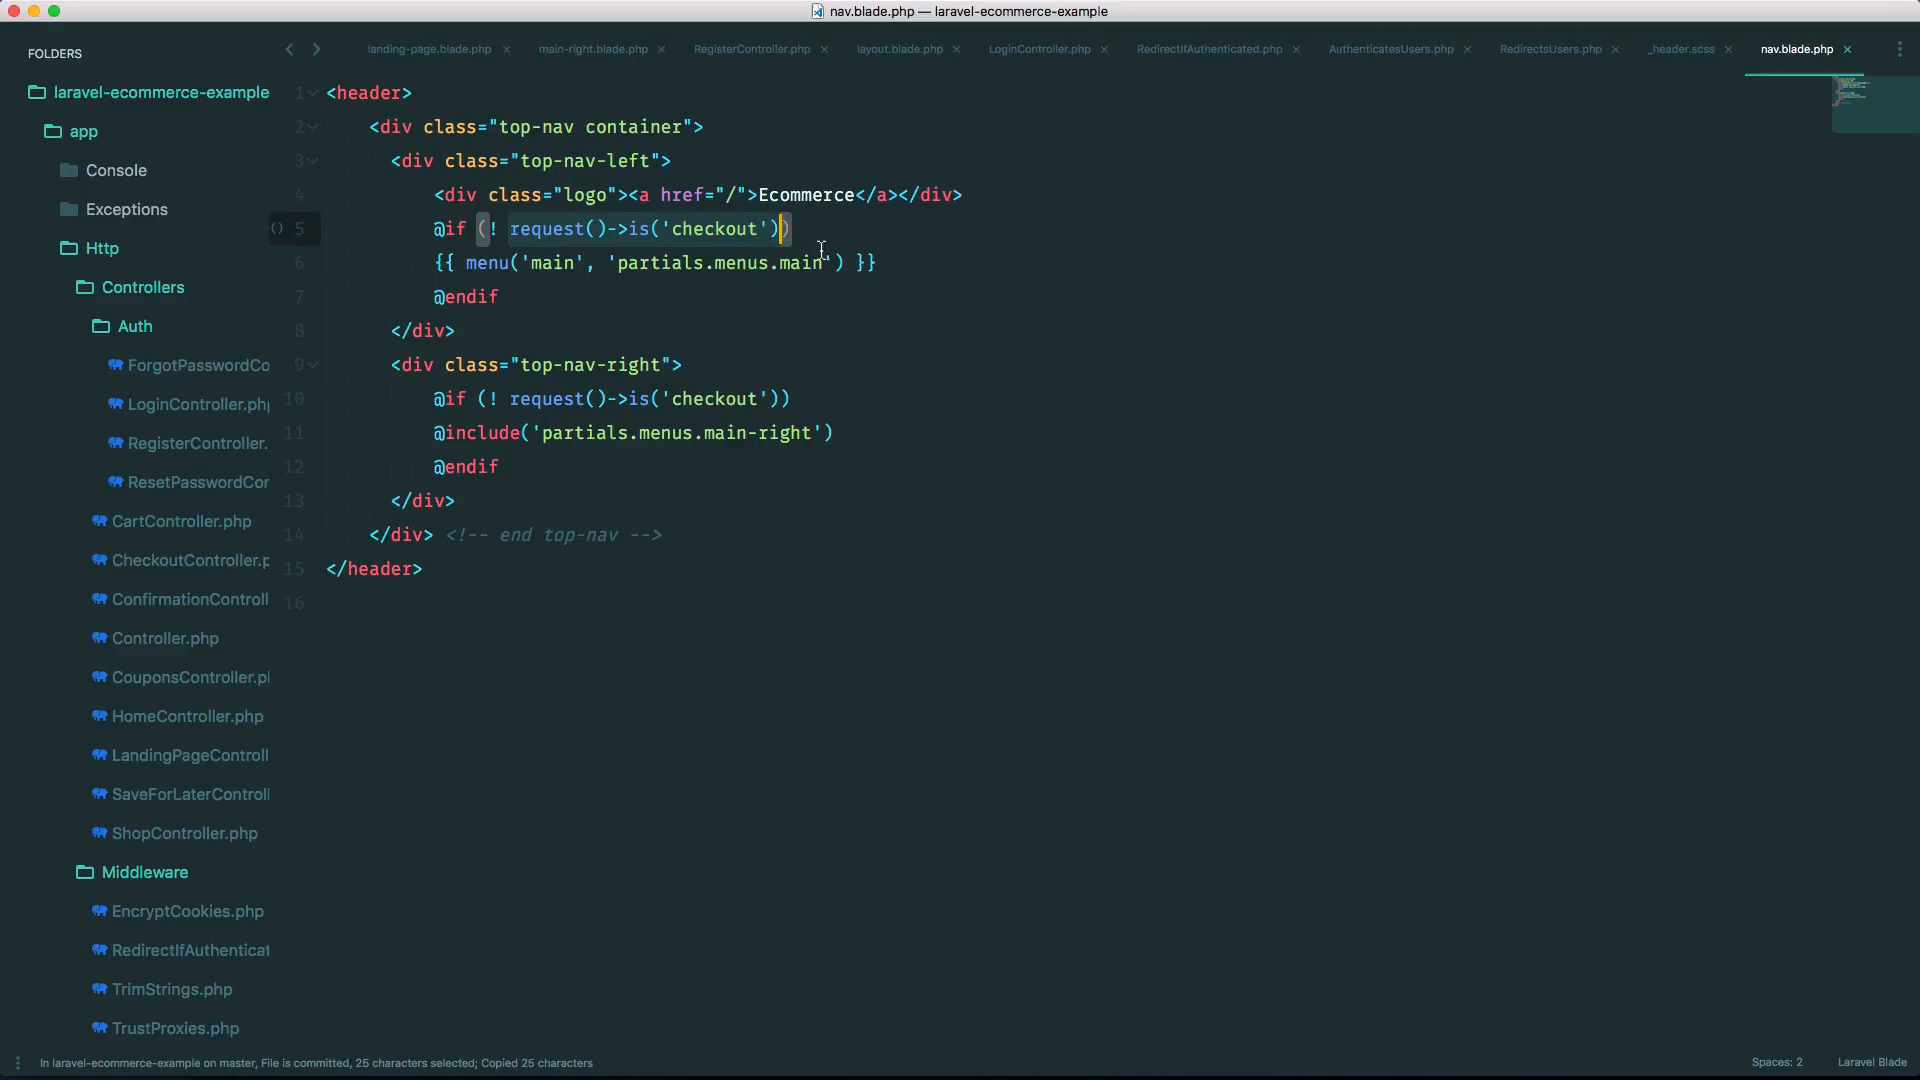 nav.blade.php — laravel-ecommerce-example
FOLDERS
landing-page.blade.php × main-right.blade.php × RegisterController.php × layout.blade.php × LoginController.php × RedirectIfAuthenticated.php × AuthenticatesUsers.php × RedirectsUsers.php × _header.scss × nav.blade.php ×
laravel-ecommerce-example
app
Console
Exceptions
Http
Controllers
Auth
ForgotPasswordCo
LoginController.php
RegisterController.
ResetPasswordCor
CartController.php
CheckoutController.p
ConfirmationControll
Controller.php
CouponsController.pl
HomeController.php
LandingPageControll
SaveForLaterControll
ShopController.php
Middleware
EncryptCookies.php
RedirectIfAuthenticat
TrimStrings.php
TrustProxies.php
1 <header>
2 <div class="top-nav container">
3 <div class="top-nav-left">
4 <div class="logo"><a href="/">Ecommerce</a></div>
() 5 @if (! request()->is('checkout'))
6 {{ menu('main', 'partials.menus.main') }}
7 @endif
8 </div>
9 <div class="top-nav-right">
10 @if (! request()->is('checkout'))
11 @include('partials.menus.main-right')
12 @endif
13 </div>
14 </div> <!-- end top-nav -->
15 </header>
16
In laravel-ecommerce-example on master, File is committed, 25 characters selected; Copied 25 characters
Spaces: 2 Laravel Blade